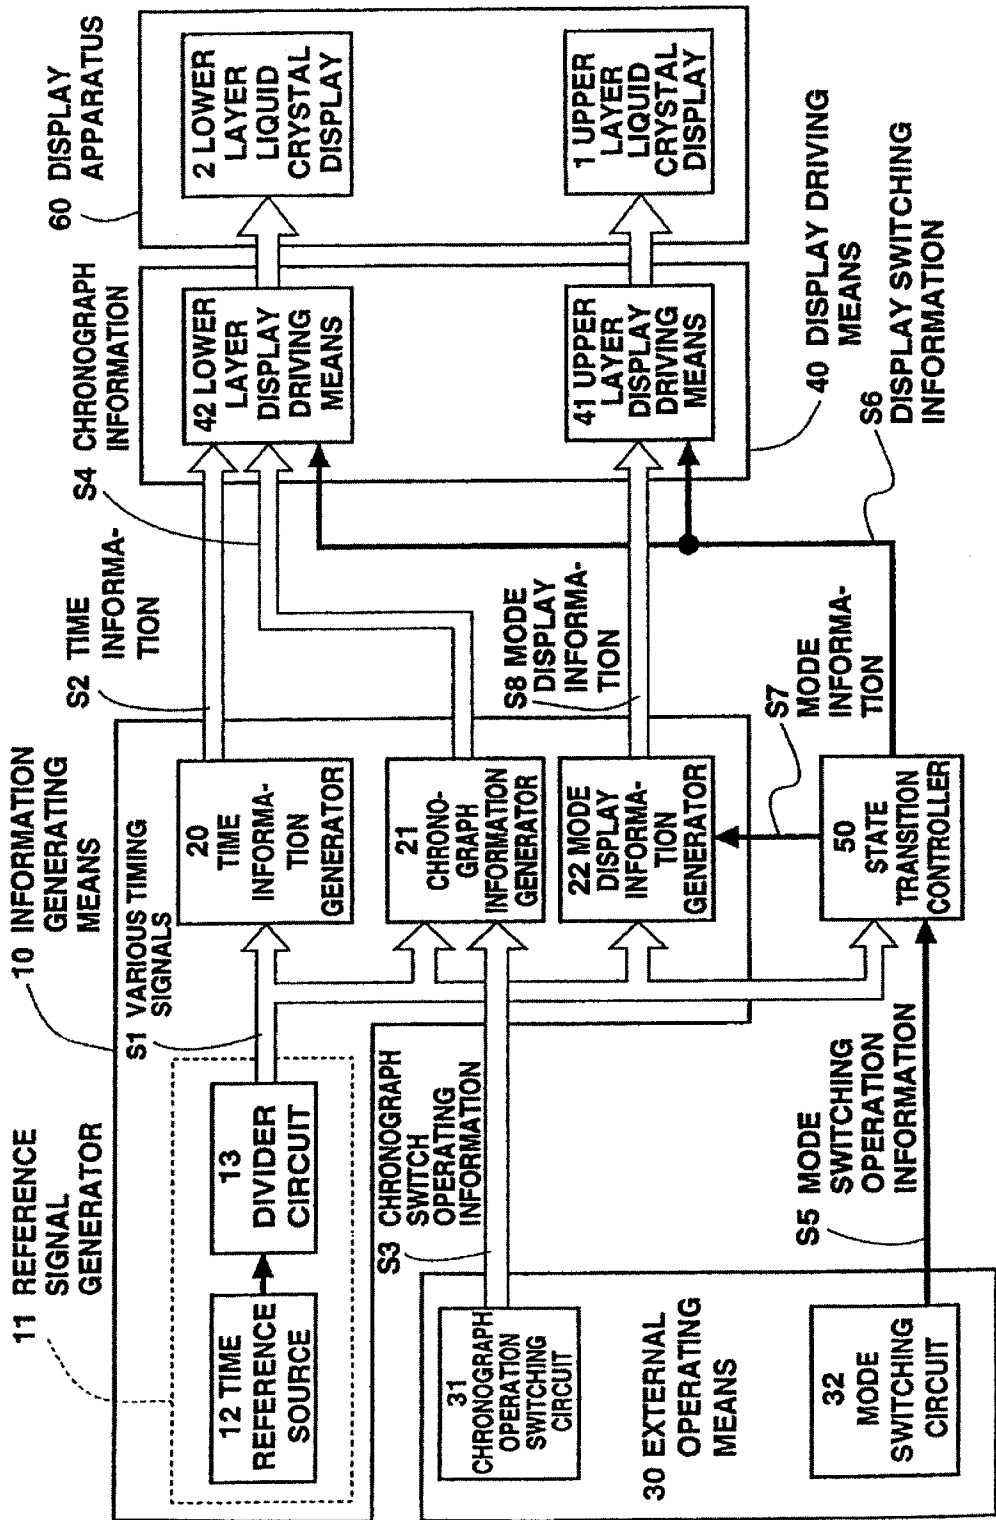 11 REFERENCE
SIGNAL
GENERATOR
10 INFORMATION
GENERATING
MEANS
S1 VARIOUS TIMING
SIGNALS
S2 TIME
INFORMA-
TION
S4 CHRONOGRAPH
INFORMATION
60 DISPLAY
APPARATUS
12 TIME
REFERENCE
SOURCE
13
DIVIDER
CIRCUIT
20
TIME
INFORMA-
TION
GENERATOR
42 LOWER
LAYER
DISPLAY
DRIVING
MEANS
2 LOWER
LAYER
LIQUID
CRYSTAL
DISPLAY
S3 CHRONOGRAPH
SWITCH
OPERATING
INFORMATION
21
CHRONO-
GRAPH
INFORMATION
GENERATOR
S8 MODE
DISPLAY
INFORMA-
TION
22 MODE
DISPLAY
INFORMA-
TION
GENERATOR
41 UPPER
LAYER
DISPLAY
DRIVING
MEANS
1 UPPER
LAYER
LIQUID
CRYSTAL
DISPLAY
31
CHRONOGRAPH
OPERATION
SWITCHING
CIRCUIT
30 EXTERNAL
OPERATING
MEANS
32
MODE
SWITCHING
CIRCUIT
S5 MODE
SWITCHING
OPERATION
INFORMATION
S7 MODE
INFORMA-
TION
50
STATE
TRANSITION
CONTROLLER
40 DISPLAY DRIVING
MEANS
S6
DISPLAY SWITCHING
INFORMATION